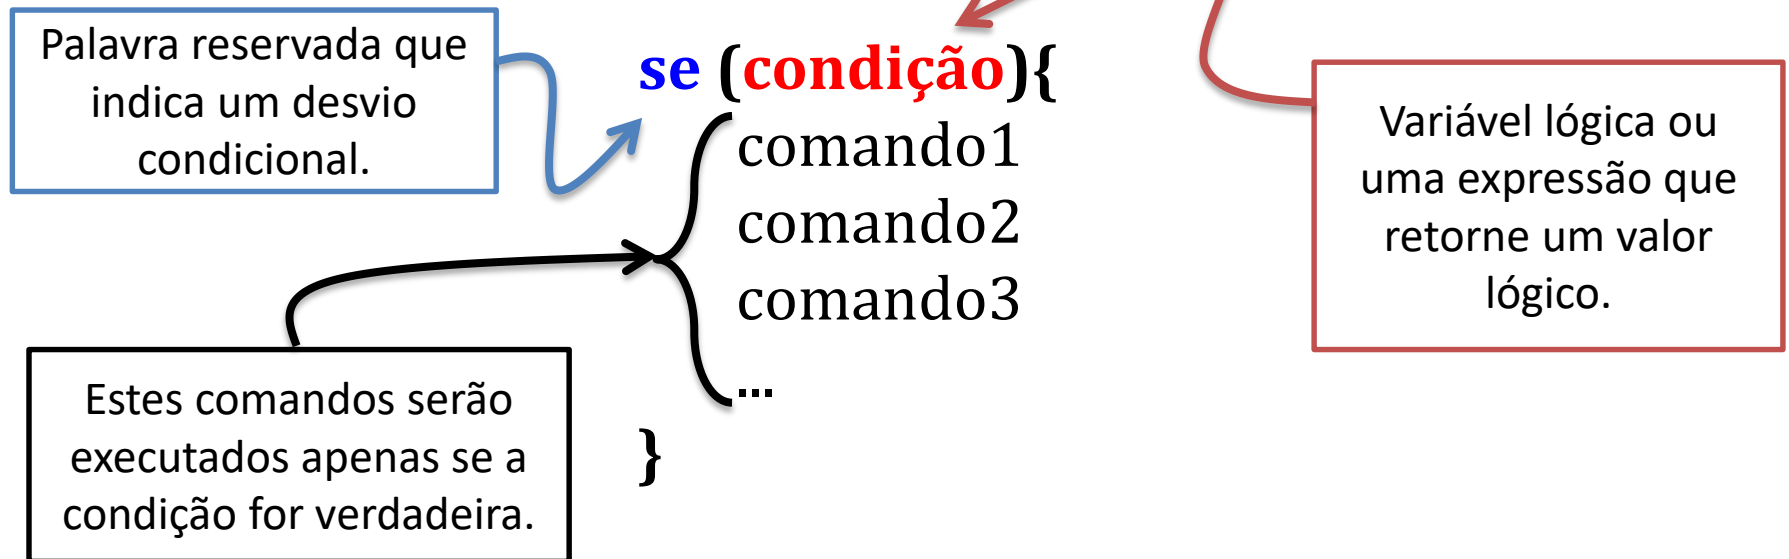 Palavra reservada que
indica um desvio
condicional.
se (condição){
comando1
comando2
comando3
...
}
Variável lógica ou
uma expressão que
retorne um valor
lógico.
Estes comandos serão
executados apenas se a
condição for verdadeira.